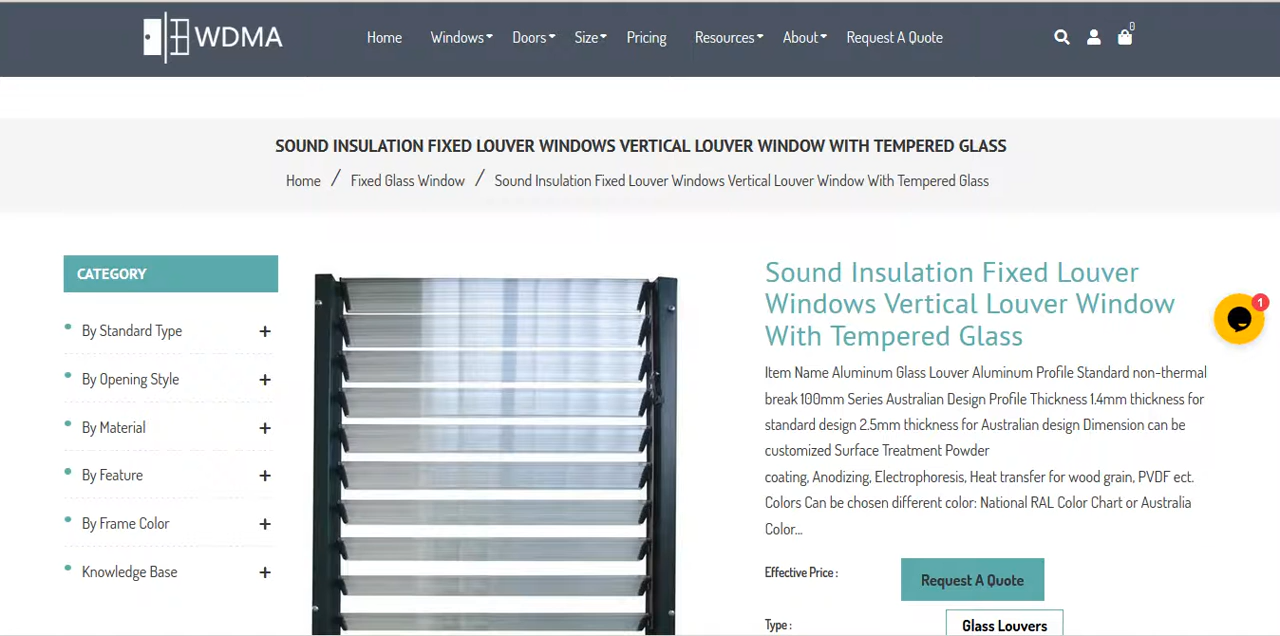 WDMA
Home Windows Doors Size Pricing Resources About Request A Quote
0
SOUND INSULATION FIXED LOUVER WINDOWS VERTICAL LOUVER WINDOW WITH TEMPERED GLASS
Home / Fixed Glass Window / Sound Insulation Fixed Louver Windows Vertical Louver Window With Tempered Glass
CATEGORY
By Standard Type +
By Opening Style +
By Material +
By Feature +
By Frame Color +
Knowledge Base +
Sound Insulation Fixed Louver
Windows Vertical Louver Window
With Tempered Glass
Item Name Aluminum Glass Louver Aluminum Profile Standard non-thermal
break 100mm Series Australian Design Profile Thickness 1.4mm thickness for
standard design 2.5mm thickness for Australian design Dimension can be
customized Surface Treatment Powder
coating, Anodizing, Electrophoresis, Heat transfer for wood grain, PVDF ect.
Colors Can be chosen different color: National RAL Color Chart or Australia
Color...
Effective Price : Request A Quote
Type : Glass Louvers
1